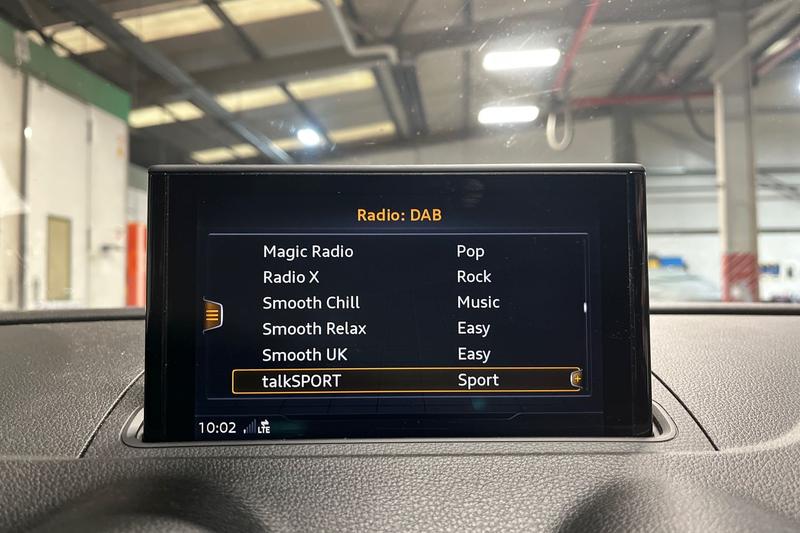 Radio: DAB
Magic Radio Pop
Radio X Rock
Smooth Chill Music
Smooth Relax Easy
Smooth UK Easy
talkSPORT Sport
10:02 LTE